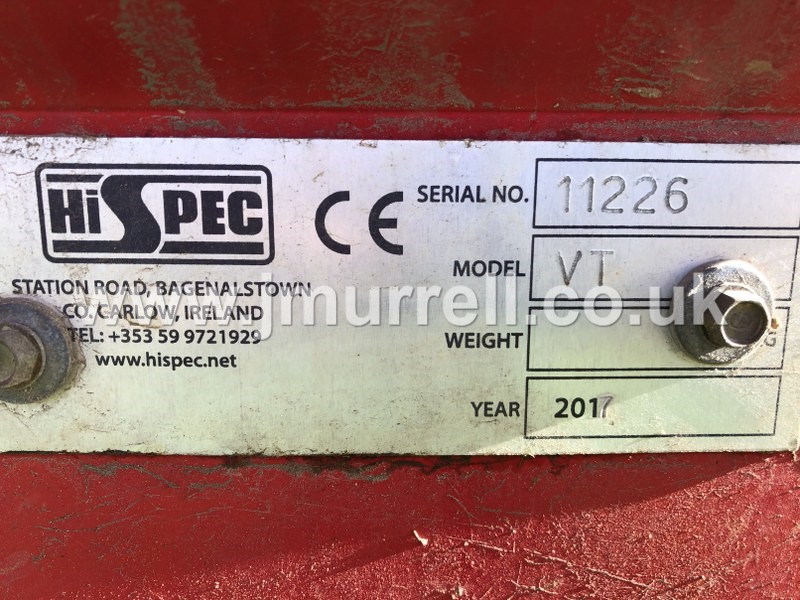 HiSPEC
STATION ROAD, BAGENALSTOWN
CO. CARLOW, IRELAND
TEL: +353 59 9721929
www.hispec.net
CE
SERIAL NO. 11226
MODEL VT
WEIGHT G
YEAR 2017
www.jmurrell.co.uk